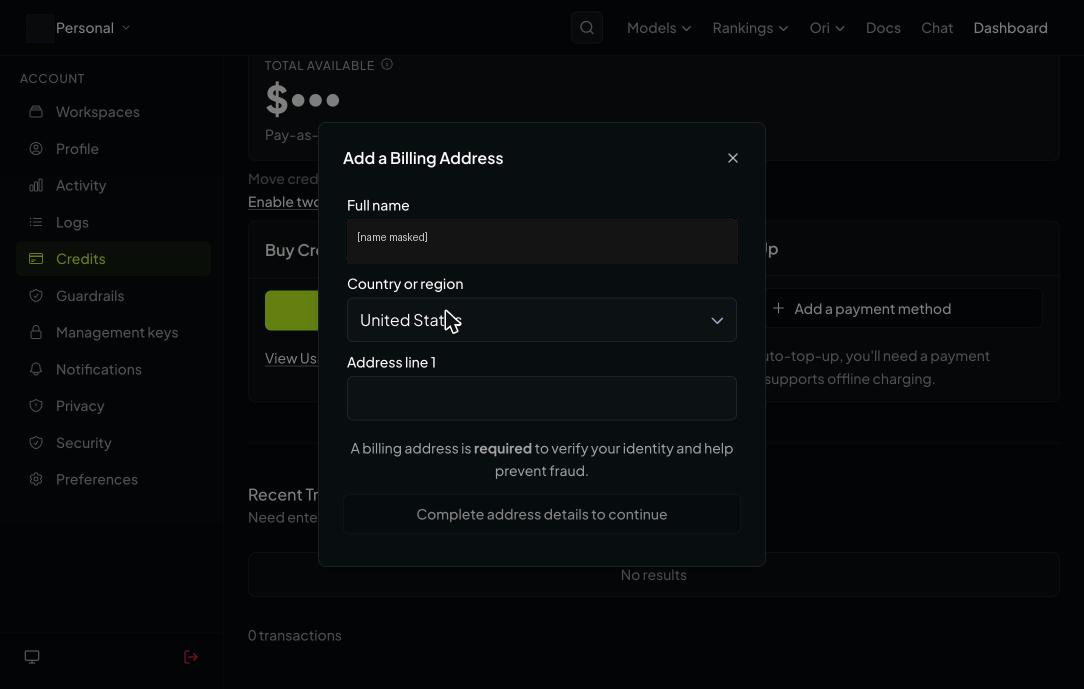 Personal
Models
Rankings
Ori
Docs
Chat
Dashboard
ACCOUNT
Workspaces
Profile
Activity
Logs
Credits
Guardrails
Management keys
Notifications
Privacy
Security
Preferences
TOTAL AVAILABLE
$•••
Pay-as-
Move cred
Enable two
Buy Cre
View Us
Add a Billing Address
Full name
[name masked]
Country or region
United States
Address line 1
A billing address is required to verify your identity and help
prevent fraud.
Complete address details to continue
p
Add a payment method
uto-top-up, you'll need a payment
supports offline charging.
Recent Tr
Need ente
No results
0 transactions